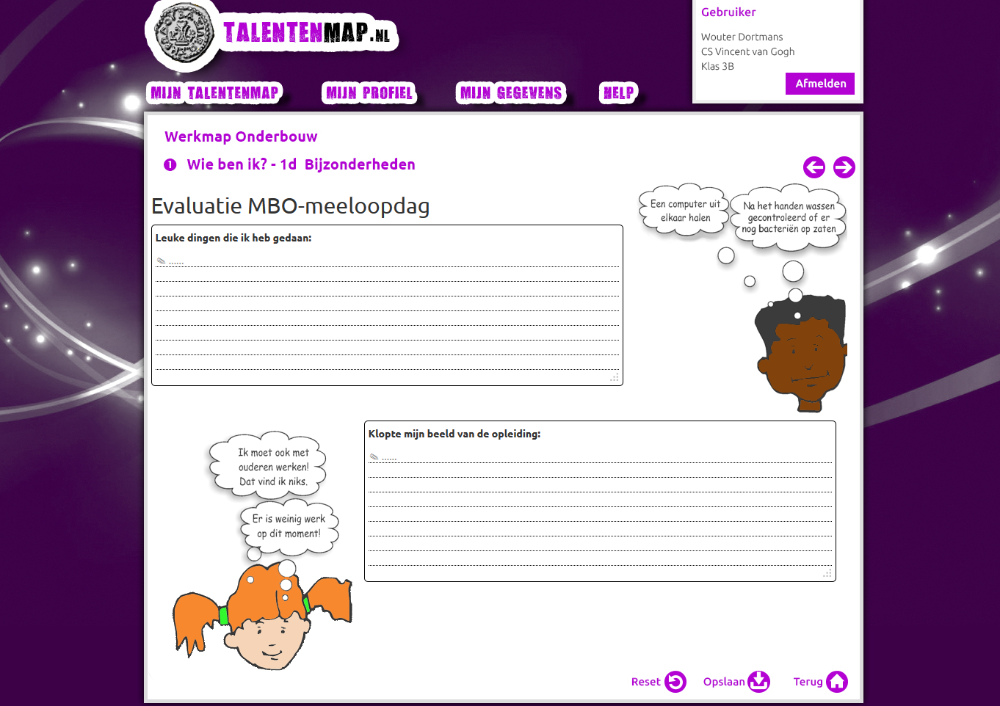 TALENTENMAP.NL
Gebruiker
Wouter Dortmans
CS Vincent van Gogh
Klas 3B
Afmelden
MIJN TALENTENMAP MIJN PROFIEL MIJN GEGEVENS HELP
Werkmap Onderbouw
1 Wie ben ik? - 1d Bijzonderheden
Evaluatie MBO-meeloopdag
Leuke dingen die ik heb gedaan:
......
Een computer uit
elkaar halen
Na het handen wassen
gecontroleerd of er
nog bacteriën op zaten
Ik moet ook met
ouderen werken!
Dat vind ik niks.
Er is weinig werk
op dit moment!
Klopte mijn beeld van de opleiding:
......
Reset Opslaan Terug